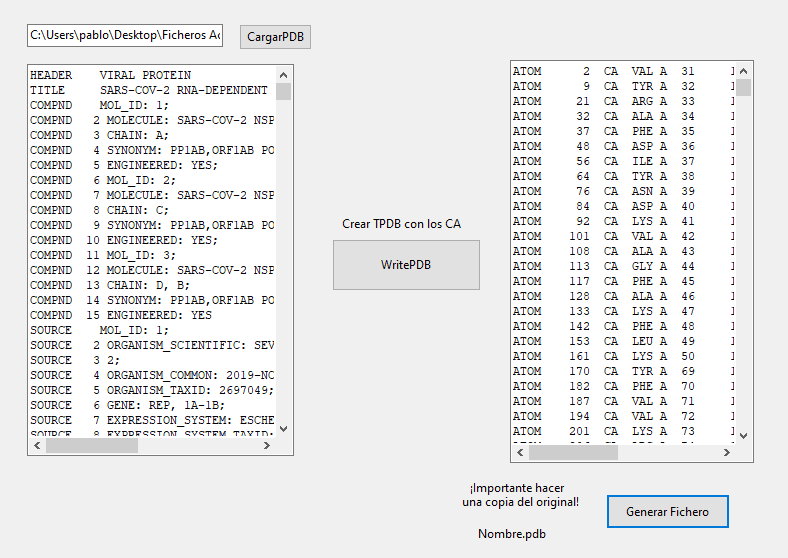 C:\Users\pablo\Desktop\Ficheros
CargarPDB
HEADER    VIRAL PROTEIN
TITLE     SARS-COV-2 RNA-DEPENDENT
COMPND    MOL_ID: 1;
COMPND   2 MOLECULE: SARS-COV-2 NSP
COMPND   3 CHAIN: A;
COMPND   4 SYNONYM: PP1AB,ORF1AB PO
COMPND   5 ENGINEERED: YES;
COMPND   6 MOL_ID: 2;
COMPND   7 MOLECULE: SARS-COV-2 NSP
COMPND   8 CHAIN: C;
COMPND   9 SYNONYM: PP1AB,ORF1AB PO
COMPND  10 ENGINEERED: YES;
COMPND  11 MOL_ID: 3;
COMPND  12 MOLECULE: SARS-COV-2 NSP
COMPND  13 CHAIN: D, B;
COMPND  14 SYNONYM: PP1AB,ORF1AB PO
COMPND  15 ENGINEERED: YES
SOURCE    MOL_ID: 1;
SOURCE   2 ORGANISM_SCIENTIFIC: SEV
SOURCE   3 2;
SOURCE   4 ORGANISM_COMMON: 2019-NC
SOURCE   5 ORGANISM_TAXID: 2697049;
SOURCE   6 GENE: REP, 1A-1B;
SOURCE   7 EXPRESSION_SYSTEM: ESCHE
SOURCE   8 EXPRESSION_SYSTEM_TAXID:
Crear TPDB con los CA
WritePDB
ATOM      2  CA  VAL A  31
ATOM      9  CA  TYR A  32
ATOM     21  CA  ARG A  33
ATOM     32  CA  ALA A  34
ATOM     37  CA  PHE A  35
ATOM     48  CA  ASP A  36
ATOM     56  CA  ILE A  37
ATOM     64  CA  TYR A  38
ATOM     76  CA  ASN A  39
ATOM     84  CA  ASP A  40
ATOM     92  CA  LYS A  41
ATOM    101  CA  VAL A  42
ATOM    108  CA  ALA A  43
ATOM    113  CA  GLY A  44
ATOM    117  CA  PHE A  45
ATOM    128  CA  ALA A  46
ATOM    133  CA  LYS A  47
ATOM    142  CA  PHE A  48
ATOM    153  CA  LEU A  49
ATOM    161  CA  LYS A  50
ATOM    170  CA  TYR A  69
ATOM    182  CA  PHE A  70
ATOM    187  CA  VAL A  71
ATOM    194  CA  VAL A  72
ATOM    201  CA  LYS A  73
¡Importante hacer
una copia del original!
Generar Fichero
Nombre.pdb